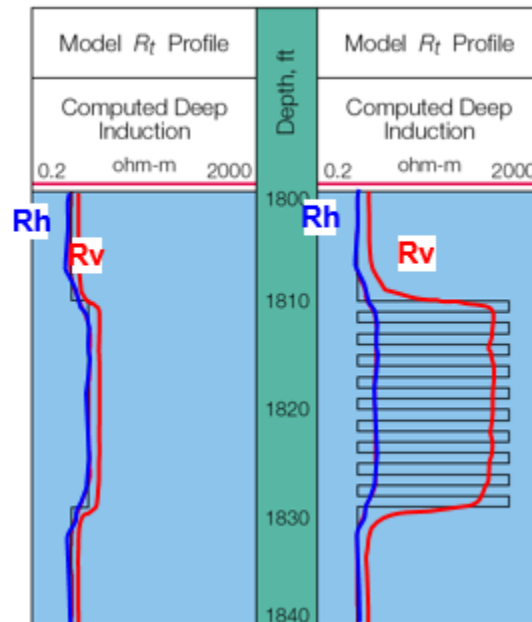 Model Rt Profile
Computed Deep
Induction
0.2 ohm-m 2000
Rh
Rv
Depth, ft
1800
1810
1820
1830
1840
Model Rt Profile
Computed Deep
Induction
0.2 ohm-m 2000
Rh
Rv